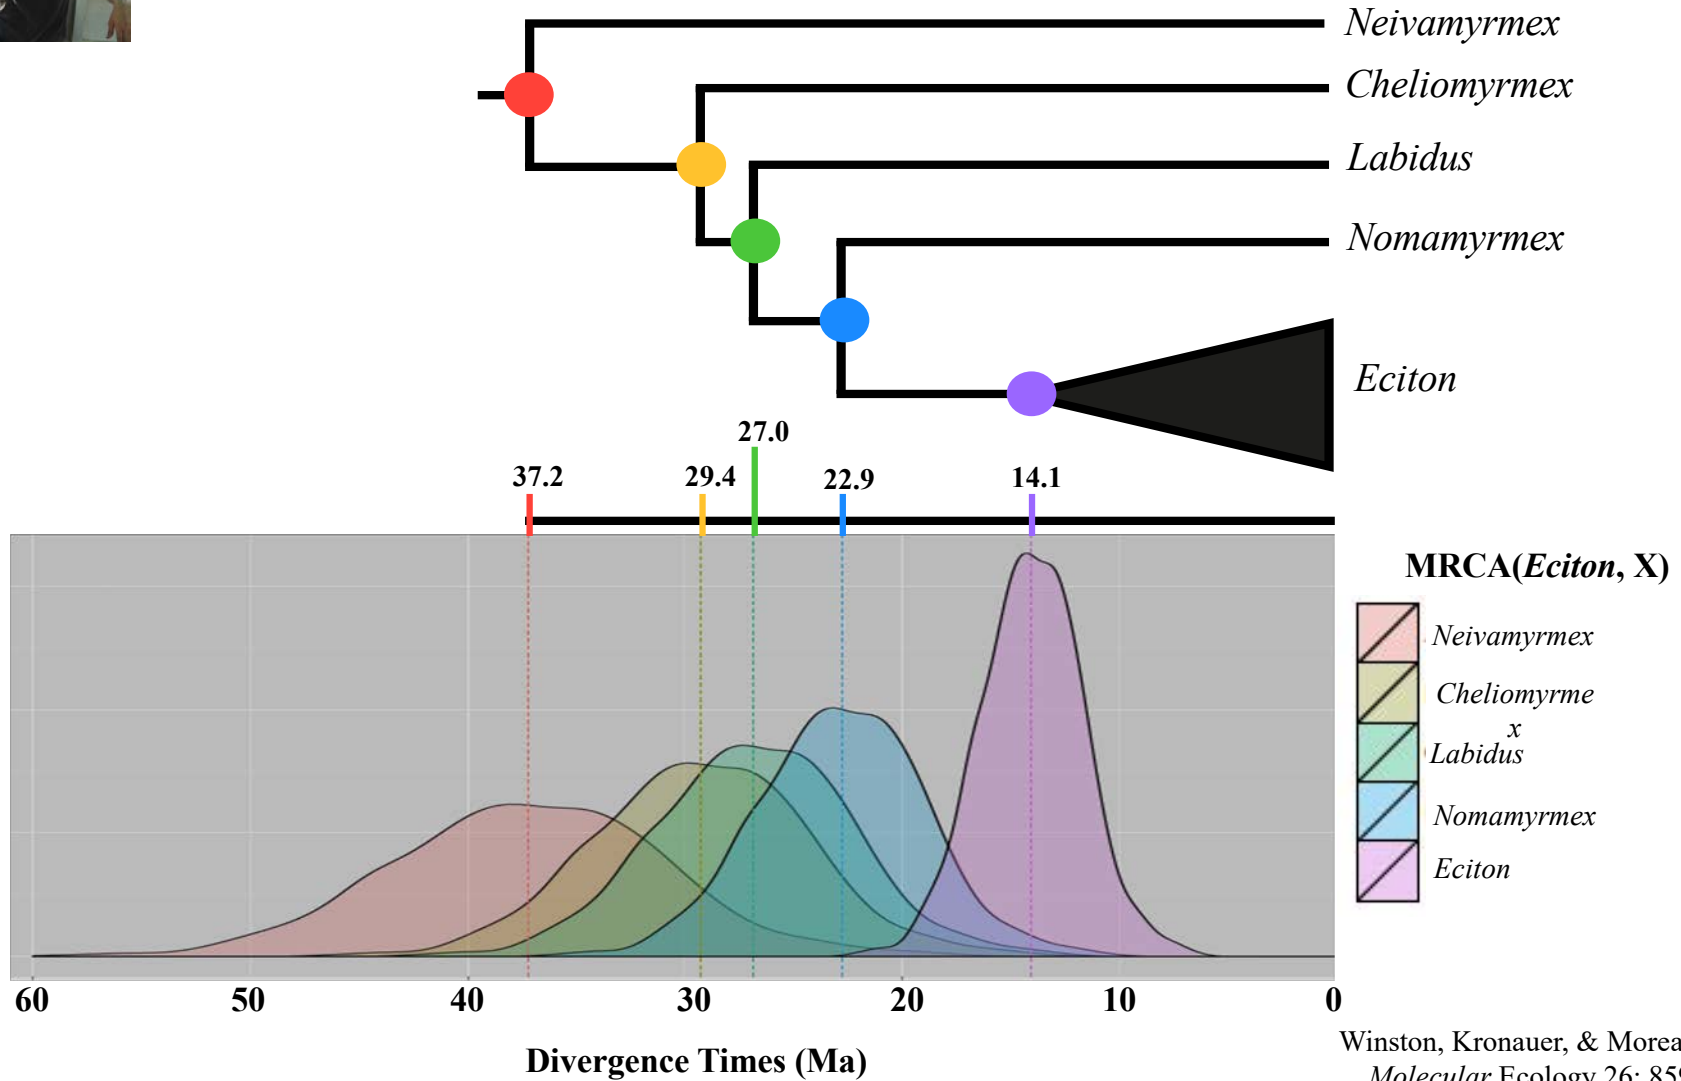 Neivamyrmex
Cheliomyrmex
Labidus
Nomamyrmex
Eciton
27.0
37.2
29.4
22.9
14.1
MRCA(Eciton, X)
Neivamyrmex
Cheliomyrme
x
Labidus
Nomamyrmex
Eciton
60
50
40
30
20
10
0
Divergence Times (Ma)
Winston, Kronauer, & Morea
Molecular Ecology 26: 859